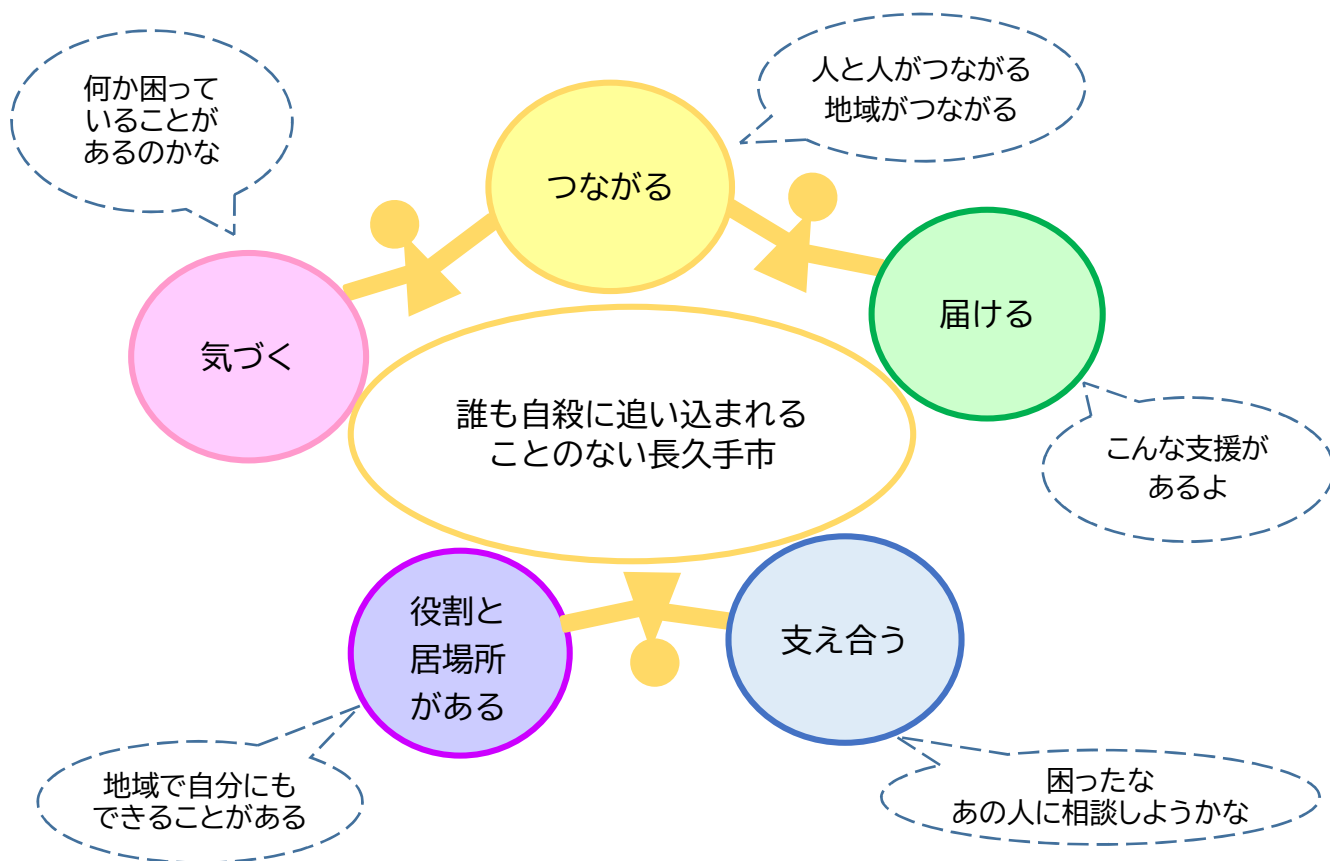 何か困って
いることが
あるのかな
人と人がつながる
地域がつながる
つながる
気づく
届ける
誰も自殺に追い込まれる
ことのない長久手市
こんな支援が
あるよ
役割と
居場所
がある
支え合う
地域で自分にも
できることがある
困ったな
あの人に相談しようかな